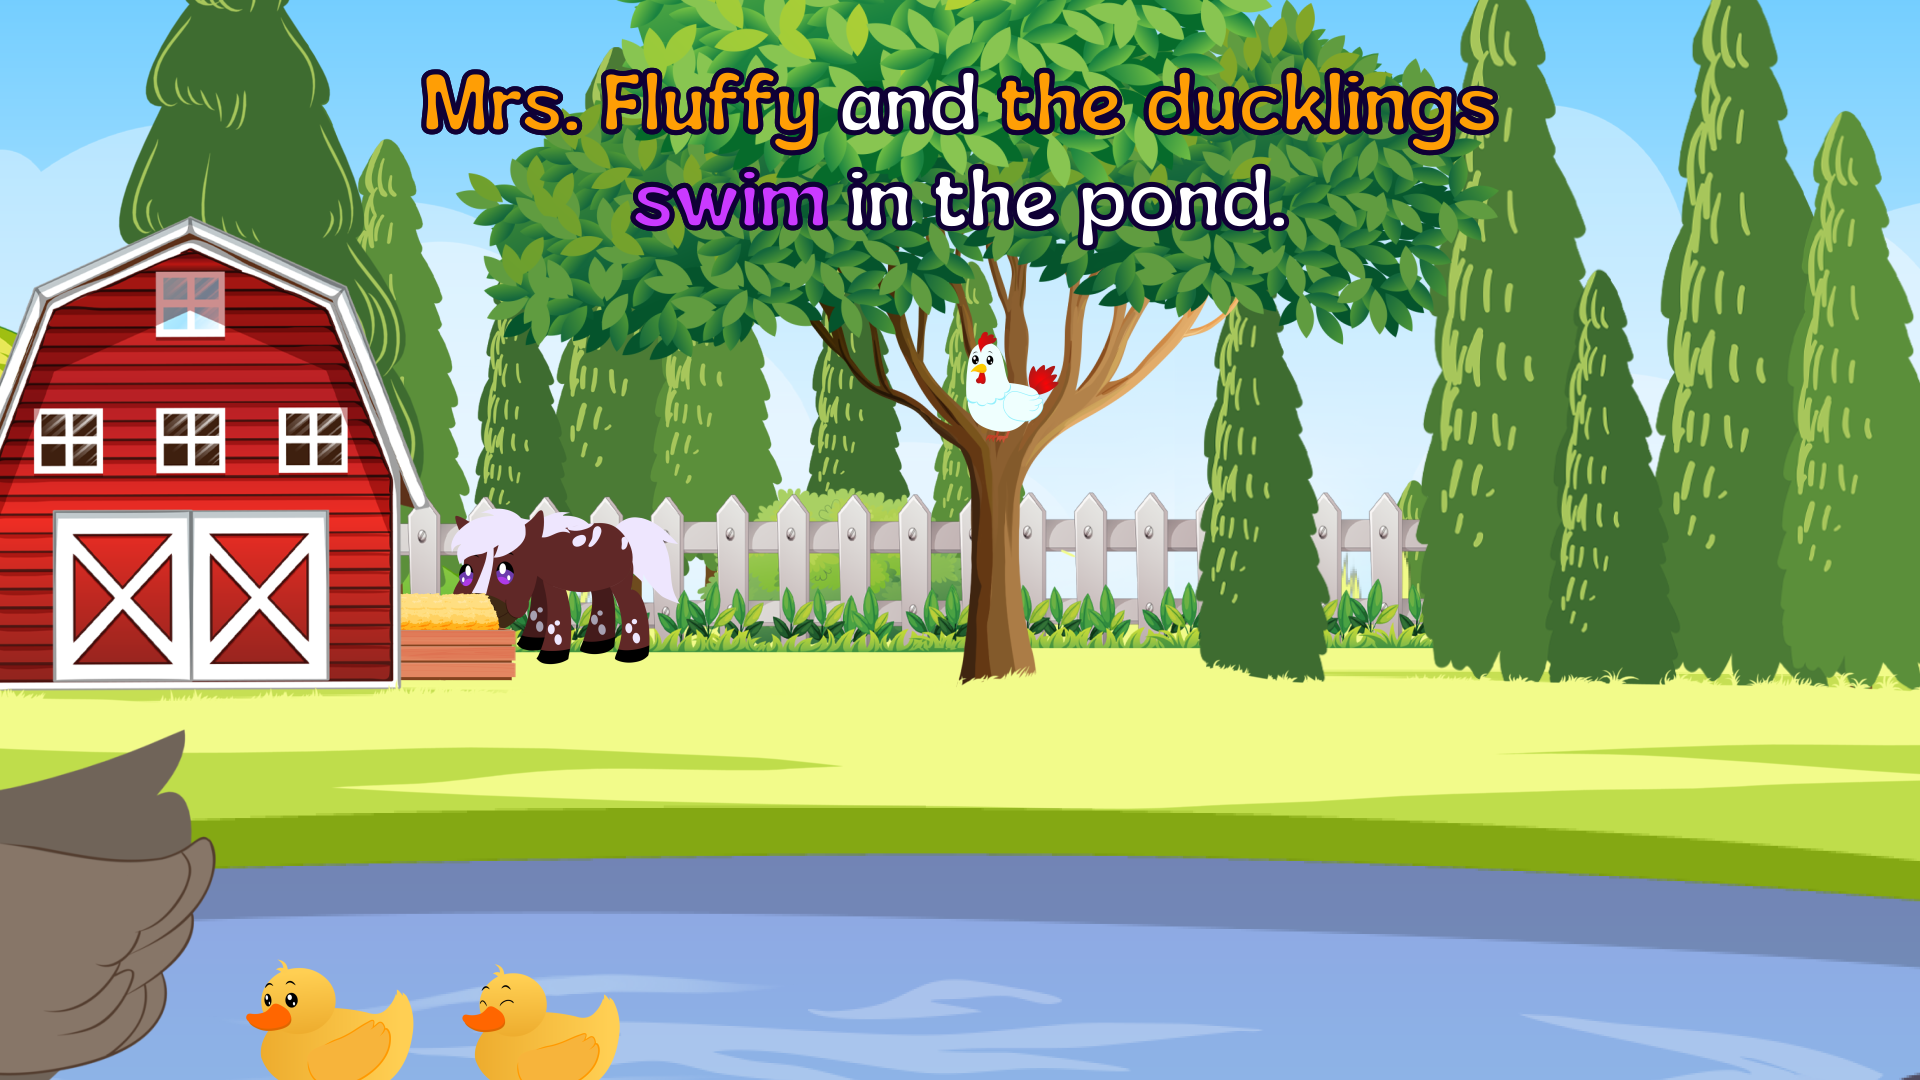 Mrs. Fluffy and the ducklings
swim in the pond.